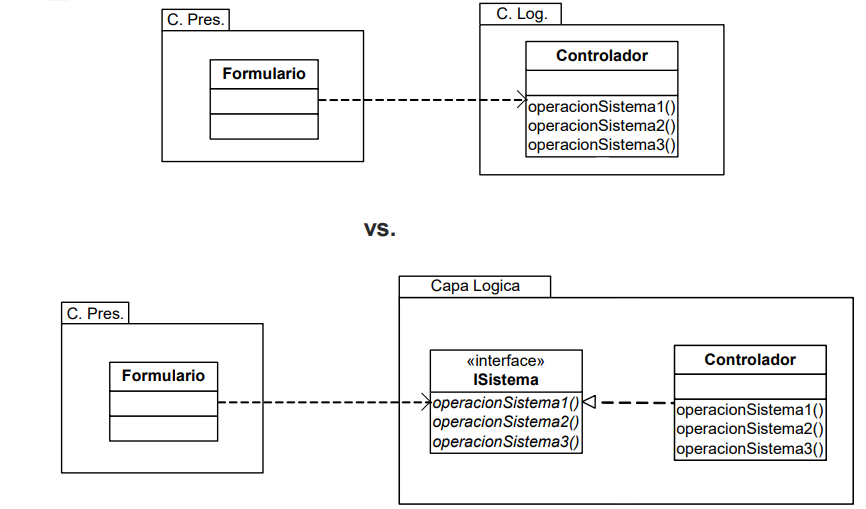 C. Pres.
Formulario
C. Log.
Controlador
operacionSistema1()
operacionSistema2()
operacionSistema3()
vs.
C. Pres.
Formulario
Capa Logica
«interface»
ISistema
operacionSistema1()
operacionSistema2()
operacionSistema3()
Controlador
operacionSistema1()
operacionSistema2()
operacionSistema3()